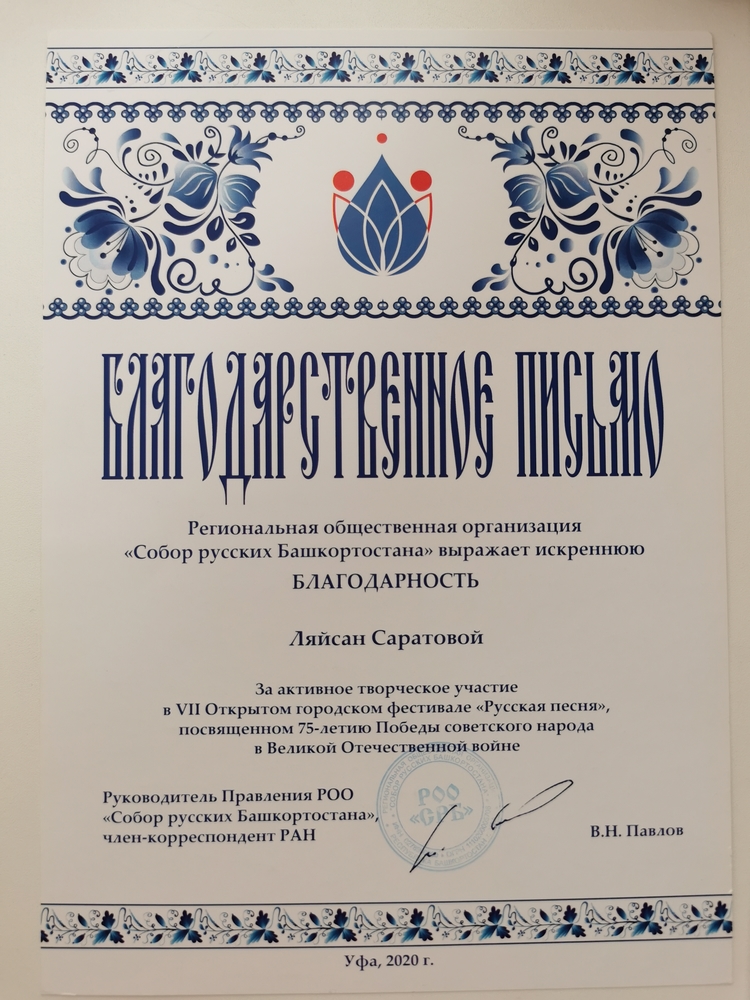 БЛАГОДАРСТВЕННОЕ ПИСЬМО
Региональная общественная организация
«Собор русских Башкортостана» выражает искреннюю
БЛАГОДАРНОСТЬ
Ляйсан Саратовой
За активное творческое участие
в VII Открытом городском фестивале «Русская песня»,
посвященном 75-летию Победы советского народа
в Великой Отечественной войне
Руководитель Правления РОО
«Собор русских Башкортостана»,
член-корреспондент РАН
РОО
«СРБ»
В.Н. Павлов
Уфа, 2020 г.